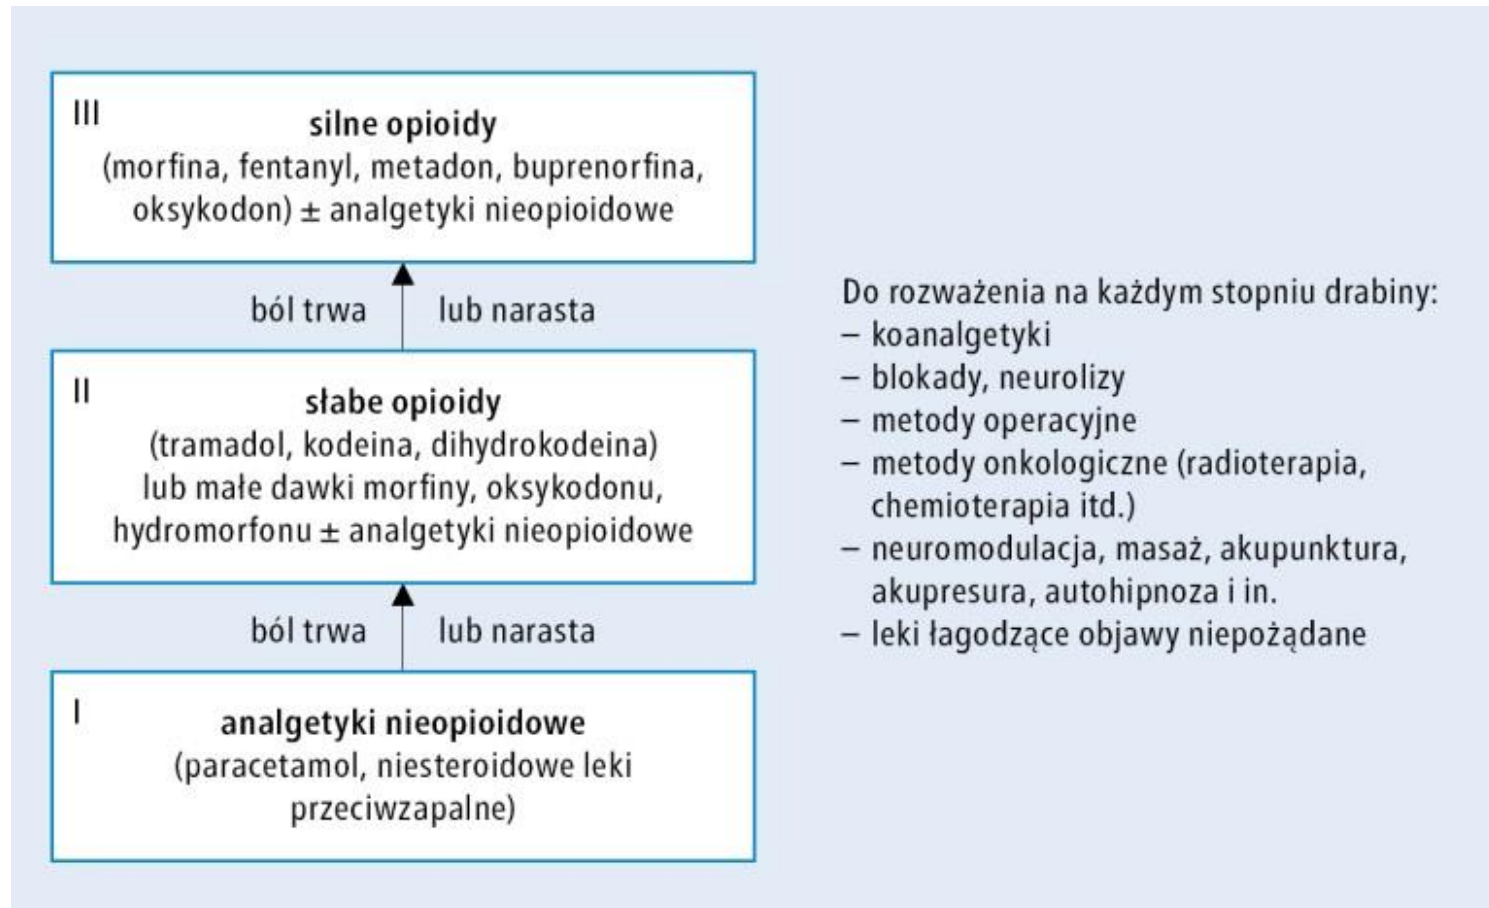 III
silne opioidy
(morfina, fentanyl, metadon, buprenorfina,
oksykodon) ± analgetyki nieopioidowe
ból trwa lub narasta
II
słabe opioidy
(tramadol, kodeina, dihydrokodeina)
lub małe dawki morfiny, oksykodonu,
hydromorfonu ± analgetyki nieopioidowe
ból trwa lub narasta
I
analgetyki nieopioidowe
(paracetamol, niesteroidowe leki
przeciwzapalne)
Do rozważenia na każdym stopniu drabiny:
– koanalgetyki
– blokady, neurolizy
– metody operacyjne
– metody onkologiczne (radioterapia,
chemioterapia itd.)
– neuromodulacja, masaż, akupunktura,
akupresura, autohipnoza i in.
– leki łagodzące objawy niepożądane